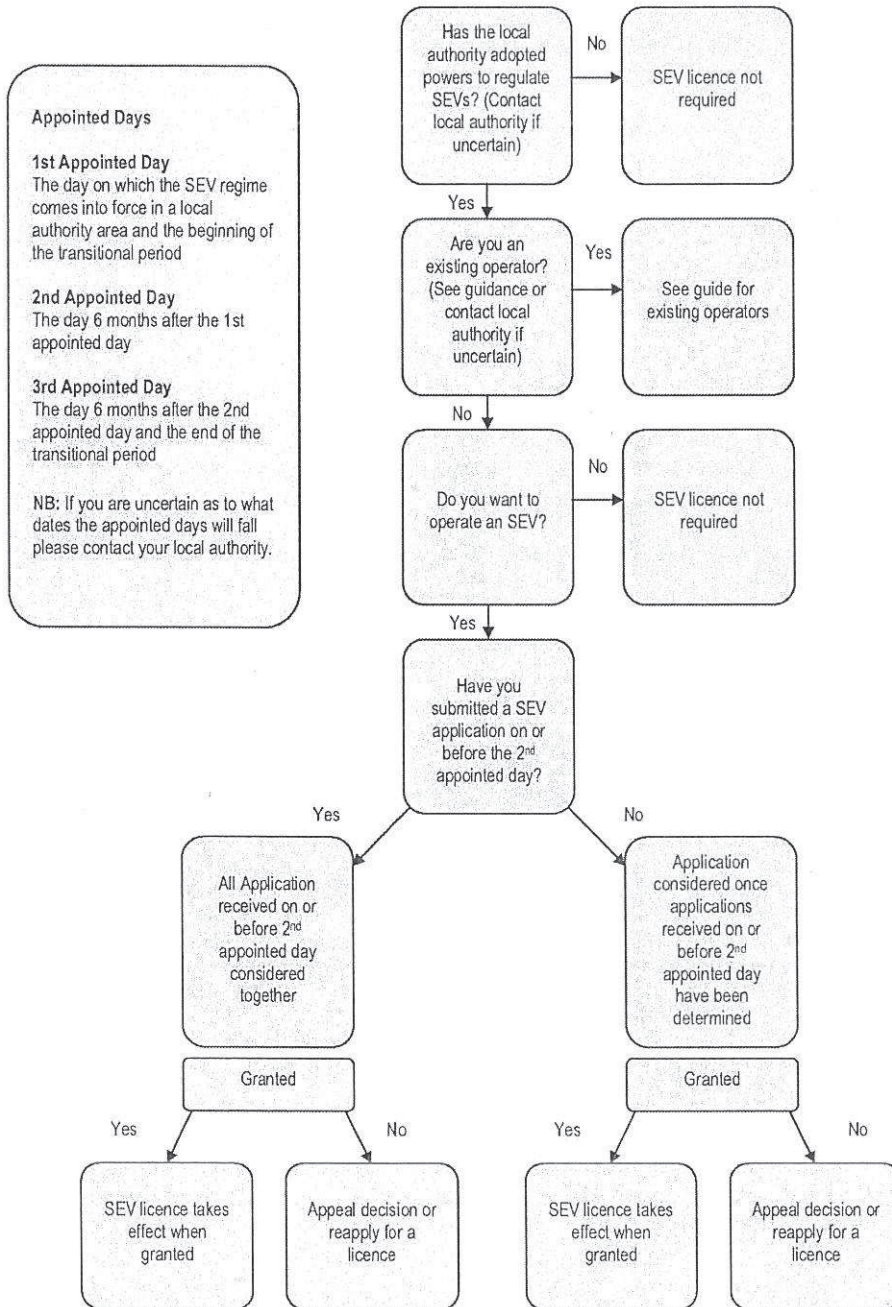 Appointed Days
1st Appointed Day
The day on which the SEV regime
comes into force in a local
authority area and the beginning of
the transitional period
2nd Appointed Day
The day 6 months after the 1st
appointed day
3rd Appointed Day
The day 6 months after the 2nd
appointed day and the end of the
transitional period
NB: If you are uncertain as to what
dates the appointed days will fall
please contact your local authority.
Has the local
authority adopted
powers to regulate
SEVs? (Contact
local authority if
uncertain)
No
SEV licence not
required
Yes
Are you an
existing operator?
(See guidance or
contact local
authority if
uncertain)
Yes
See guide for
existing operators
No
Do you want to
operate an SEV?
No
SEV licence not
required
Yes
Have you
submitted a SEV
application on or
before the 2nd
appointed day?
Yes
No
All Application
received on or
before 2nd
appointed day
considered
together
Application
considered once
applications
received on or
before 2nd
appointed day
have been
determined
Granted
Granted
Yes
No
Yes
No
SEV licence takes
effect when
granted
Appeal decision or
reapply for a
licence
SEV licence takes
effect when
granted
Appeal decision or
reapply for a
licence